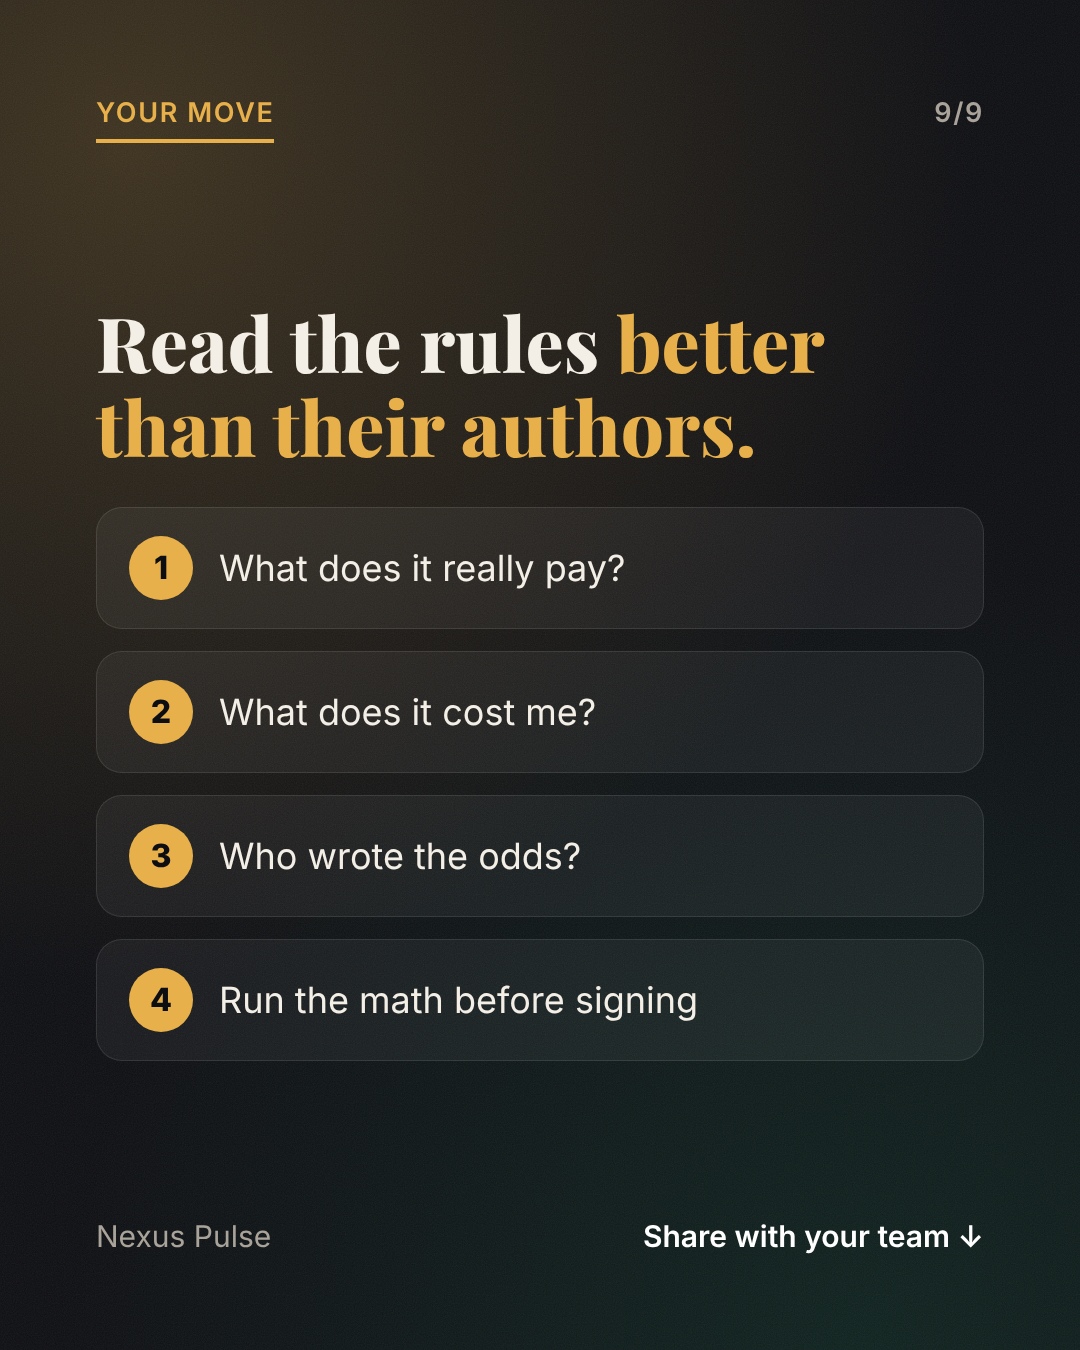 YOUR MOVE
9/9
Read the rules better
than their authors.
1 What does it really pay?
2 What does it cost me?
3 Who wrote the odds?
4 Run the math before signing
Nexus Pulse
Share with your team ↓